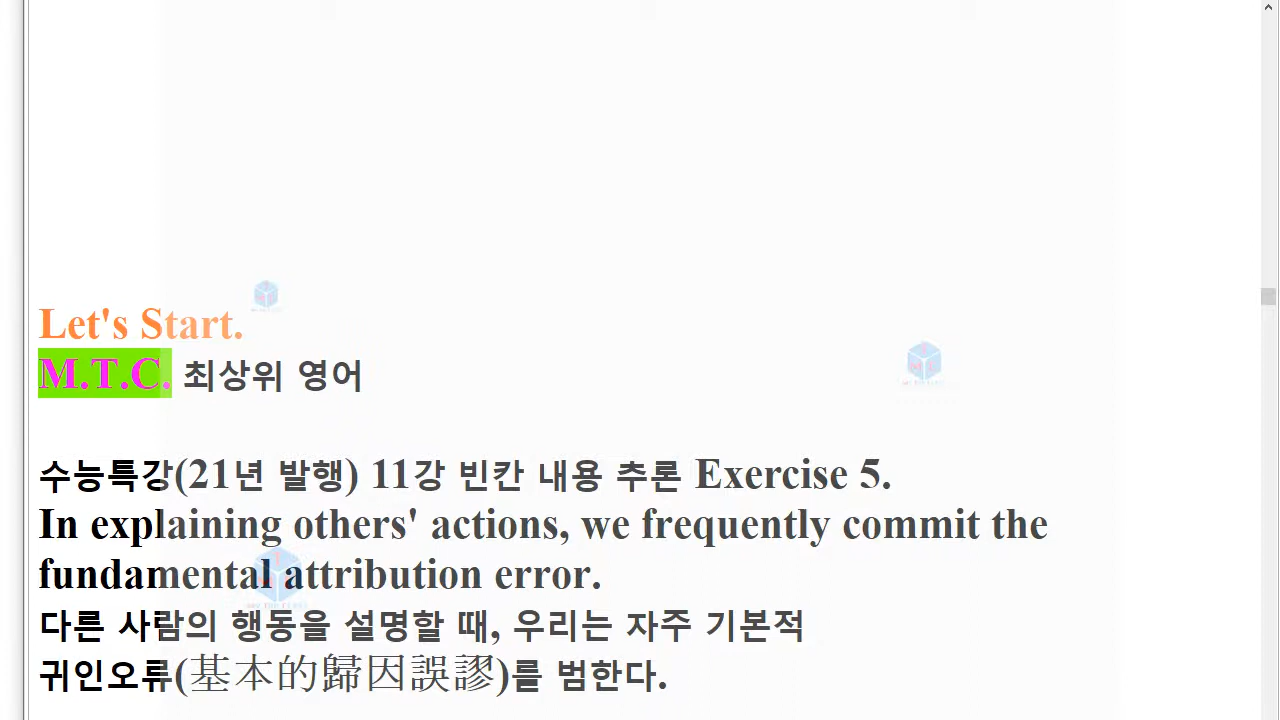 Let's Start.
M.T.C. 최상위 영어
수능특강(21년 발행) 11강 빈칸 내용 추론 Exercise 5.
In explaining others' actions, we frequently commit the
fundamental attribution error.
다른 사람의 행동을 설명할 때, 우리는 자주 기본적
귀인오류(基本的歸因誤謬)를 범한다.